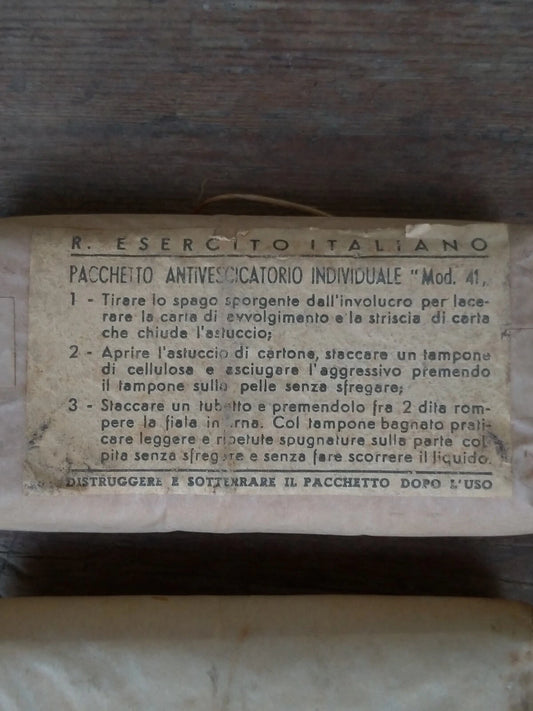 R. ESERCITO ITALIANO
PACCHETTO ANTIVESCICATORIO INDIVIDUALE "Mod. 41„
1 - Tirare lo spago sporgente dall'involucro per lace-
rare la carta di avvolgimento e la striscia di carta
che chiude l'astuccio;
2 - Aprire l'astuccio di cartone, staccare un tampone
di cellulosa e asciugare l'aggressivo premendo
il tampone sulla pelle senza sfregare;
3 - Staccare un tubetto e premendolo fra 2 dita rom-
pere la fiala interna. Col tampone bagnato prati-
care leggere e ripetute spugnature sulla parte col-
pita senza sfregare e senza fare scorrere il liquido.
DISTRUGGERE E SOTTERRARE IL PACCHETTO DOPO L'USO